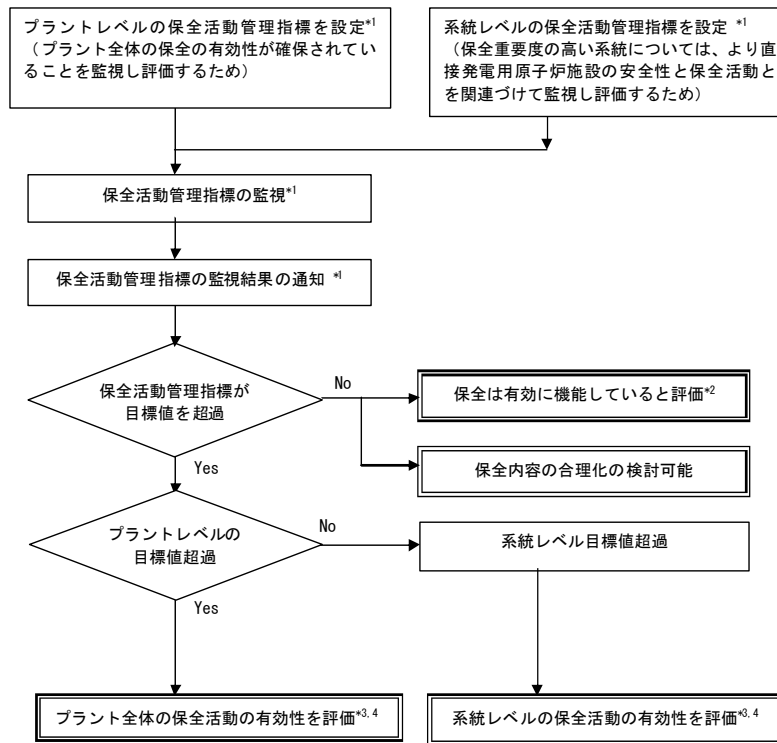 プラントレベルの保全活動管理指標を設定*1
（プラント全体の保全の有効性が確保されてい
ることを監視し評価するため）
系統レベルの保全活動管理指標を設定 *1
（保全重要度の高い系統については、より直
接発電用原子炉施設の安全性と保全活動と
を関連づけて監視し評価するため）
保全活動管理指標の監視*1
保全活動管理指標の監視結果の通知 *1
保全活動管理指標が
目標値を超過
No
保全は有効に機能していると評価*2
保全内容の合理化の検討可能
Yes
プラントレベルの
目標値超過
No
系統レベル目標値超過
Yes
プラント全体の保全活動の有効性を評価*3,4
系統レベルの保全活動の有効性を評価*3,4